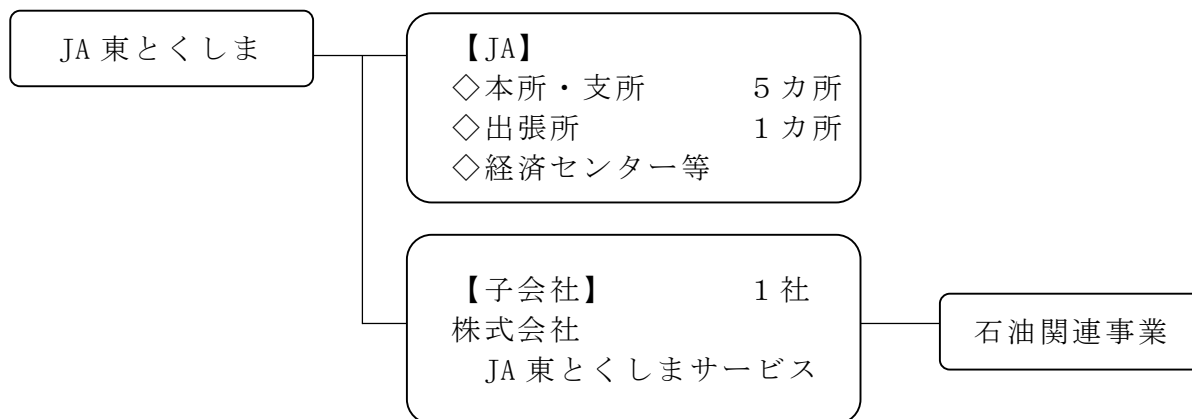 JA東とくしま
【JA】
◇本所・支所　　　５カ所
◇出張所　　　　　１カ所
◇経済センター等
【子会社】　　　　１社
株式会社
　JA東とくしまサービス
石油関連事業